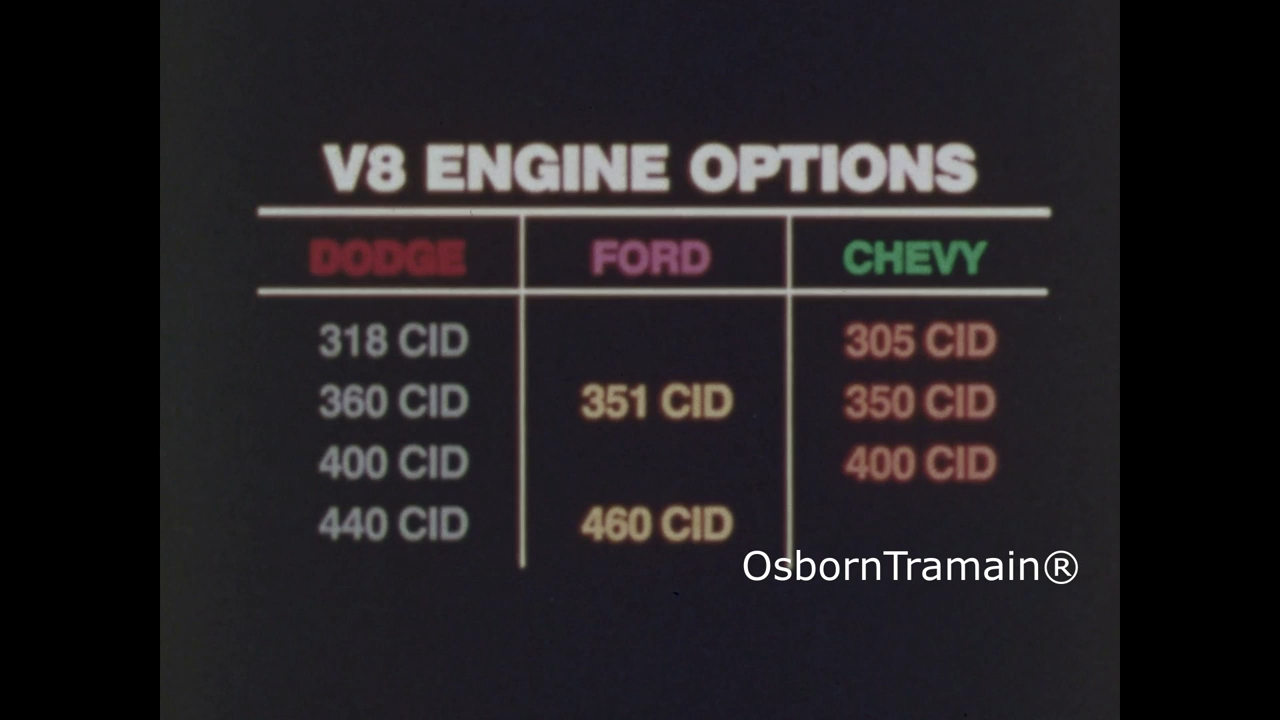 V8 ENGINE OPTIONS
DODGE FORD CHEVY
318 CID 305 CID
360 CID 351 CID 350 CID
400 CID 400 CID
440 CID 460 CID
OsbornTramain®